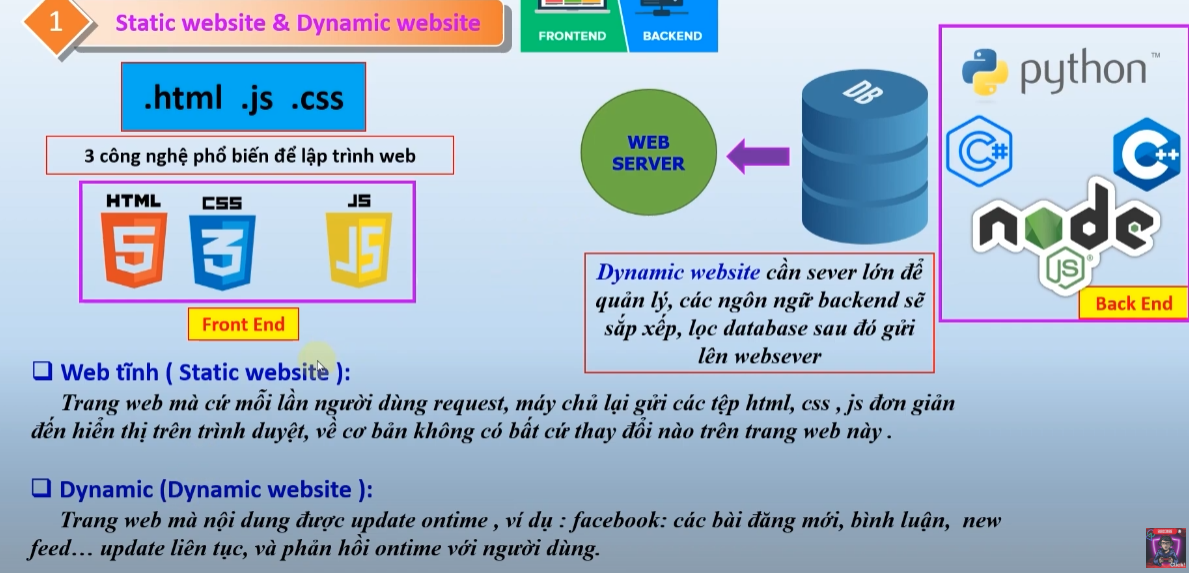 1
Static website & Dynamic website
FRONTEND
BACKEND
.html .js .css
3 công nghệ phổ biến để lập trình web
HTML
CSS
JS
5
3
JS
Front End
WEB
SERVER
DB
python™
C#
C++
node
JS®
Back End
Dynamic website cần sever lớn để
quản lý, các ngôn ngữ backend sẽ
sắp xếp, lọc database sau đó gửi
lên websever
❑ Web tĩnh ( Static website ):
Trang web mà cứ mỗi lần người dùng request, máy chủ lại gửi các tệp html, css , js đơn giản
đến hiển thị trên trình duyệt, về cơ bản không có bất cứ thay đổi nào trên trang web này .
❑ Dynamic (Dynamic website ):
Trang web mà nội dung được update ontime , ví dụ : facebook: các bài đăng mới, bình luận, new
feed… update liên tục, và phản hồi ontime với người dùng.